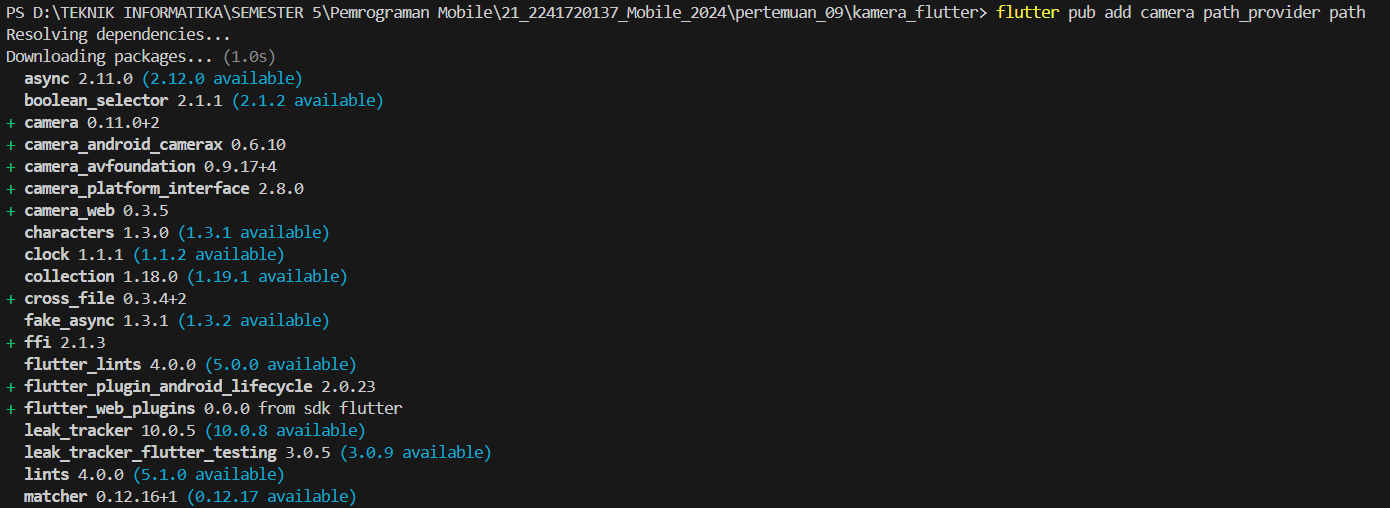 PS D:\TEKNIK INFORMATIKA\SEMESTER 5\Pemrograman Mobile\21_2241720137_Mobile_2024\pertemuan_09\kamera_flutter> flutter pub add camera path_provider path
Resolving dependencies...
Downloading packages... (1.0s)
  async 2.11.0 (2.12.0 available)
  boolean_selector 2.1.1 (2.1.2 available)
+ camera 0.11.0+2
+ camera_android_camerax 0.6.10
+ camera_avfoundation 0.9.17+4
+ camera_platform_interface 2.8.0
+ camera_web 0.3.5
  characters 1.3.0 (1.3.1 available)
  clock 1.1.1 (1.1.2 available)
  collection 1.18.0 (1.19.1 available)
+ cross_file 0.3.4+2
  fake_async 1.3.1 (1.3.2 available)
+ ffi 2.1.3
  flutter_lints 4.0.0 (5.0.0 available)
+ flutter_plugin_android_lifecycle 2.0.23
+ flutter_web_plugins 0.0.0 from sdk flutter
  leak_tracker 10.0.5 (10.0.8 available)
  leak_tracker_flutter_testing 3.0.5 (3.0.9 available)
  lints 4.0.0 (5.1.0 available)
  matcher 0.12.16+1 (0.12.17 available)